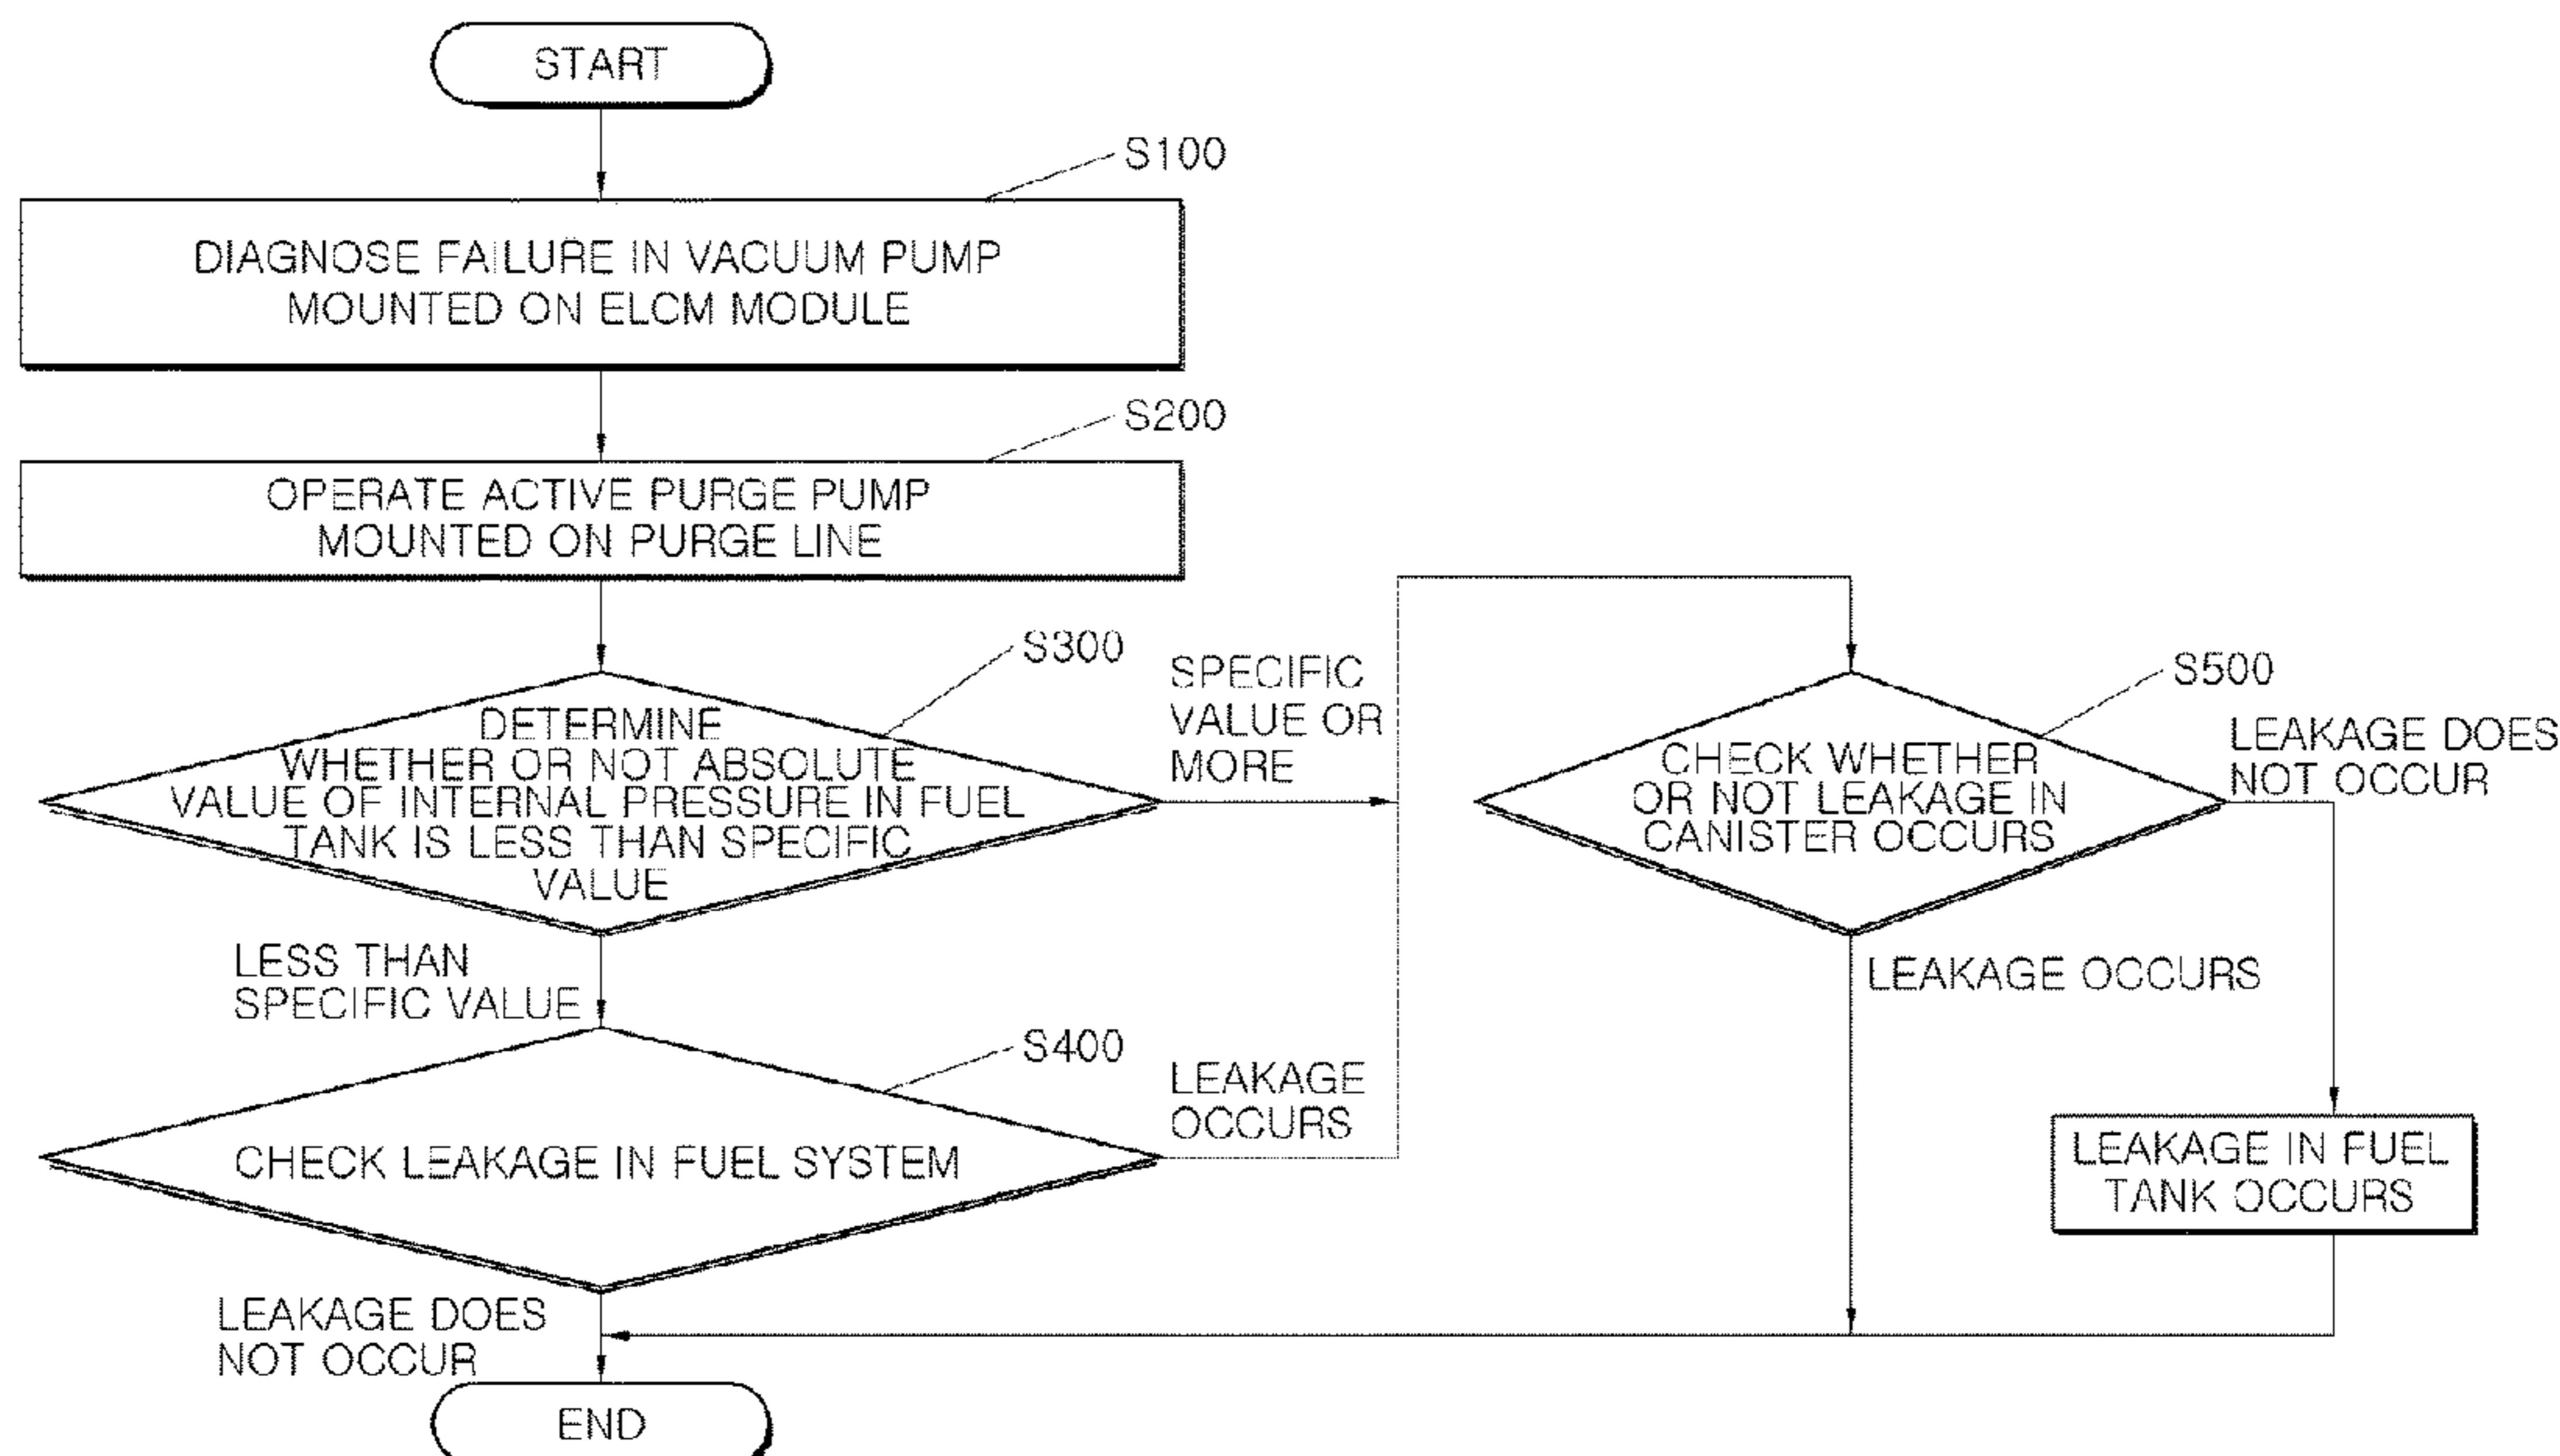 START
S100
DIAGNOSE FAILURE IN VACUUM PUMP
MOUNTED ON ELCM MODULE
S200
OPERATE ACTIVE PURGE PUMP
MOUNTED ON PURGE LINE
S300
DETERMINE
WHETHER OR NOT ABSOLUTE
VALUE OF INTERNAL PRESSURE IN FUEL
TANK IS LESS THAN SPECIFIC
VALUE
SPECIFIC
VALUE OR
MORE
LESS THAN
SPECIFIC VALUE
S400
CHECK LEAKAGE IN FUEL SYSTEM
LEAKAGE
OCCURS
LEAKAGE DOES
NOT OCCUR
S500
CHECK WHETHER
OR NOT LEAKAGE IN
CANISTER OCCURS
LEAKAGE DOES
NOT OCCUR
LEAKAGE OCCURS
LEAKAGE IN FUEL
TANK OCCURS
END